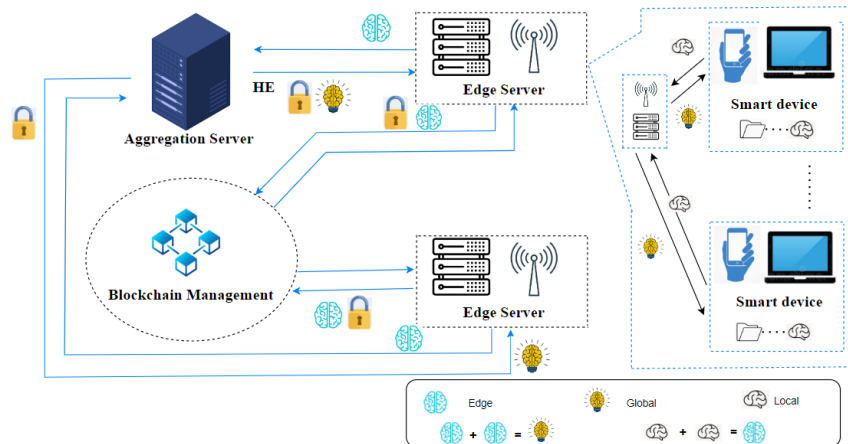 HE
Edge Server
Aggregation Server
Smart device
Blockchain Management
Edge Server
Smart device
Edge
Global
Local
+ =
+ =